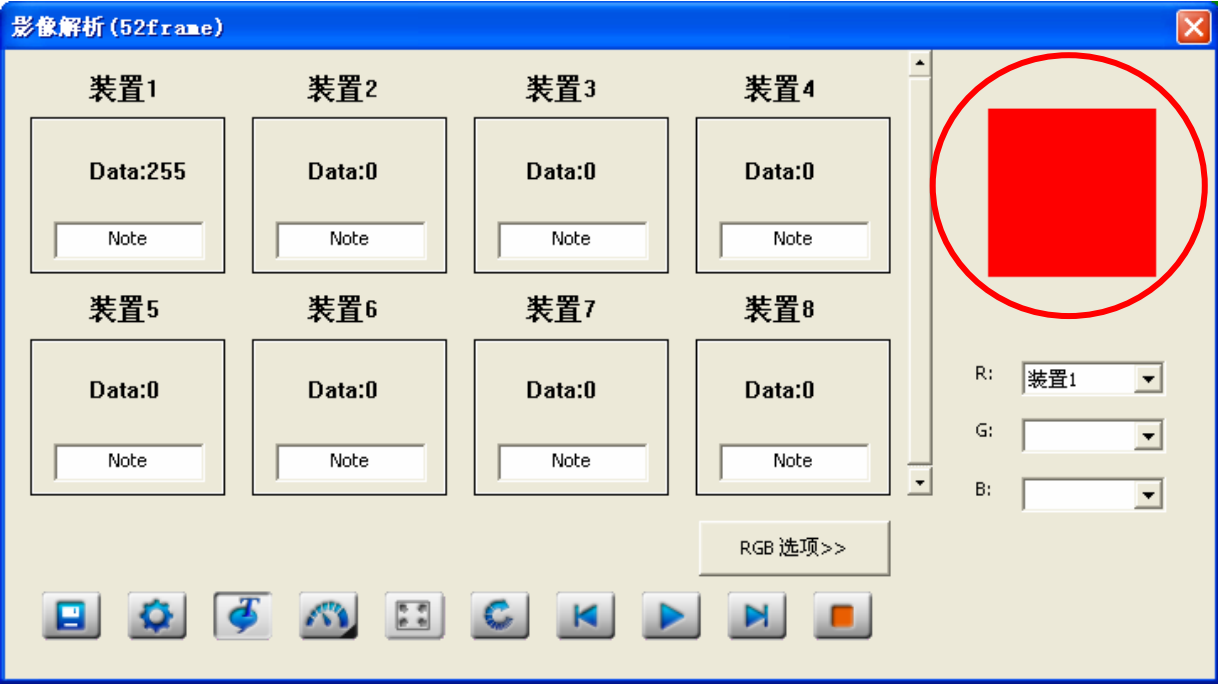 影像解析(52frame)
装置1 装置2 装置3 装置4
Data:255 Data:0 Data:0 Data:0
Note Note Note Note
装置5 装置6 装置7 装置8
Data:0 Data:0 Data:0 Data:0
Note Note Note Note
R: 装置1
G:
B:
RGB 选项>>